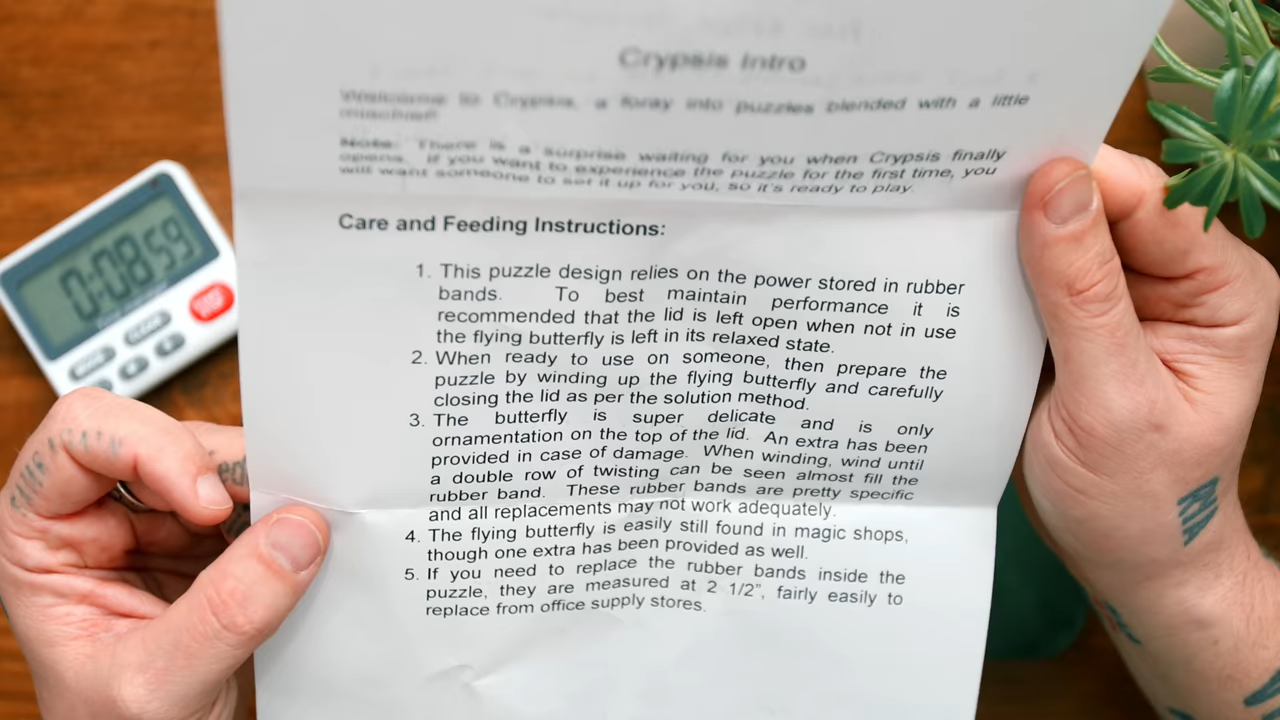 Crypsis Intro
Welcome to Crypsis, a foray into puzzles blended with a little
mischief!
Note: There is a surprise waiting for you when Crypsis finally
opens. If you want to experience the puzzle for the first time, you
will want someone to set it up for you, so it's ready to play.
Care and Feeding Instructions:
1. This puzzle design relies on the power stored in rubber
bands. To best maintain performance it is
recommended that the lid is left open when not in use
the flying butterfly is left in its relaxed state.
2. When ready to use on someone, then prepare the
puzzle by winding up the flying butterfly and carefully
closing the lid as per the solution method.
3. The butterfly is super delicate and is only
ornamentation on the top of the lid. An extra has been
provided in case of damage. When winding, wind until
a double row of twisting can be seen almost fill the
rubber band. These rubber bands are pretty specific
and all replacements may not work adequately.
4. The flying butterfly is easily still found in magic shops,
though one extra has been provided as well.
5. If you need to replace the rubber bands inside the
puzzle, they are measured at 2 1/2", fairly easily to
replace from office supply stores.
0:08 59